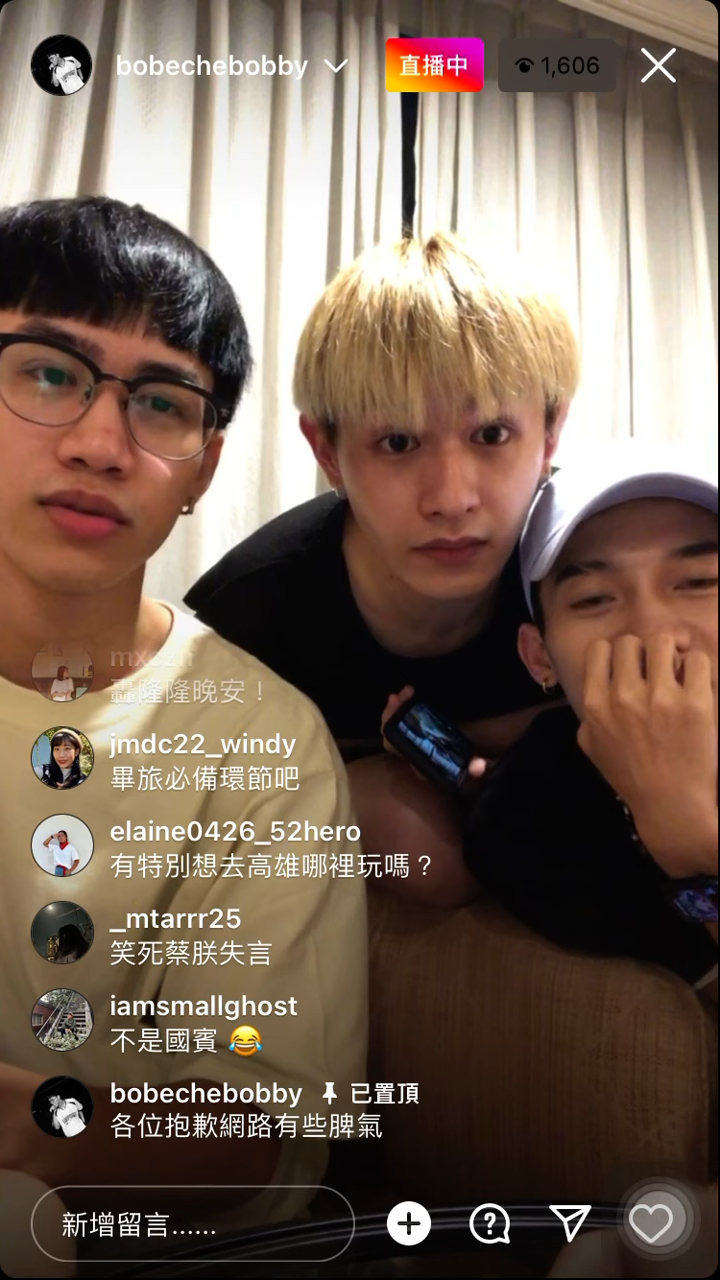 bobechebobby
直播中
1,606
轟隆隆晚安！
jmdc22_windy
畢旅必備環節吧
elaine0426_52hero
有特別想去高雄哪裡玩嗎？
_mtarrr25
笑死蔡朕失言
iamsmallghost
不是國賓 😂
bobechebobby 已置頂
各位抱歉網路有些脾氣
新增留言......